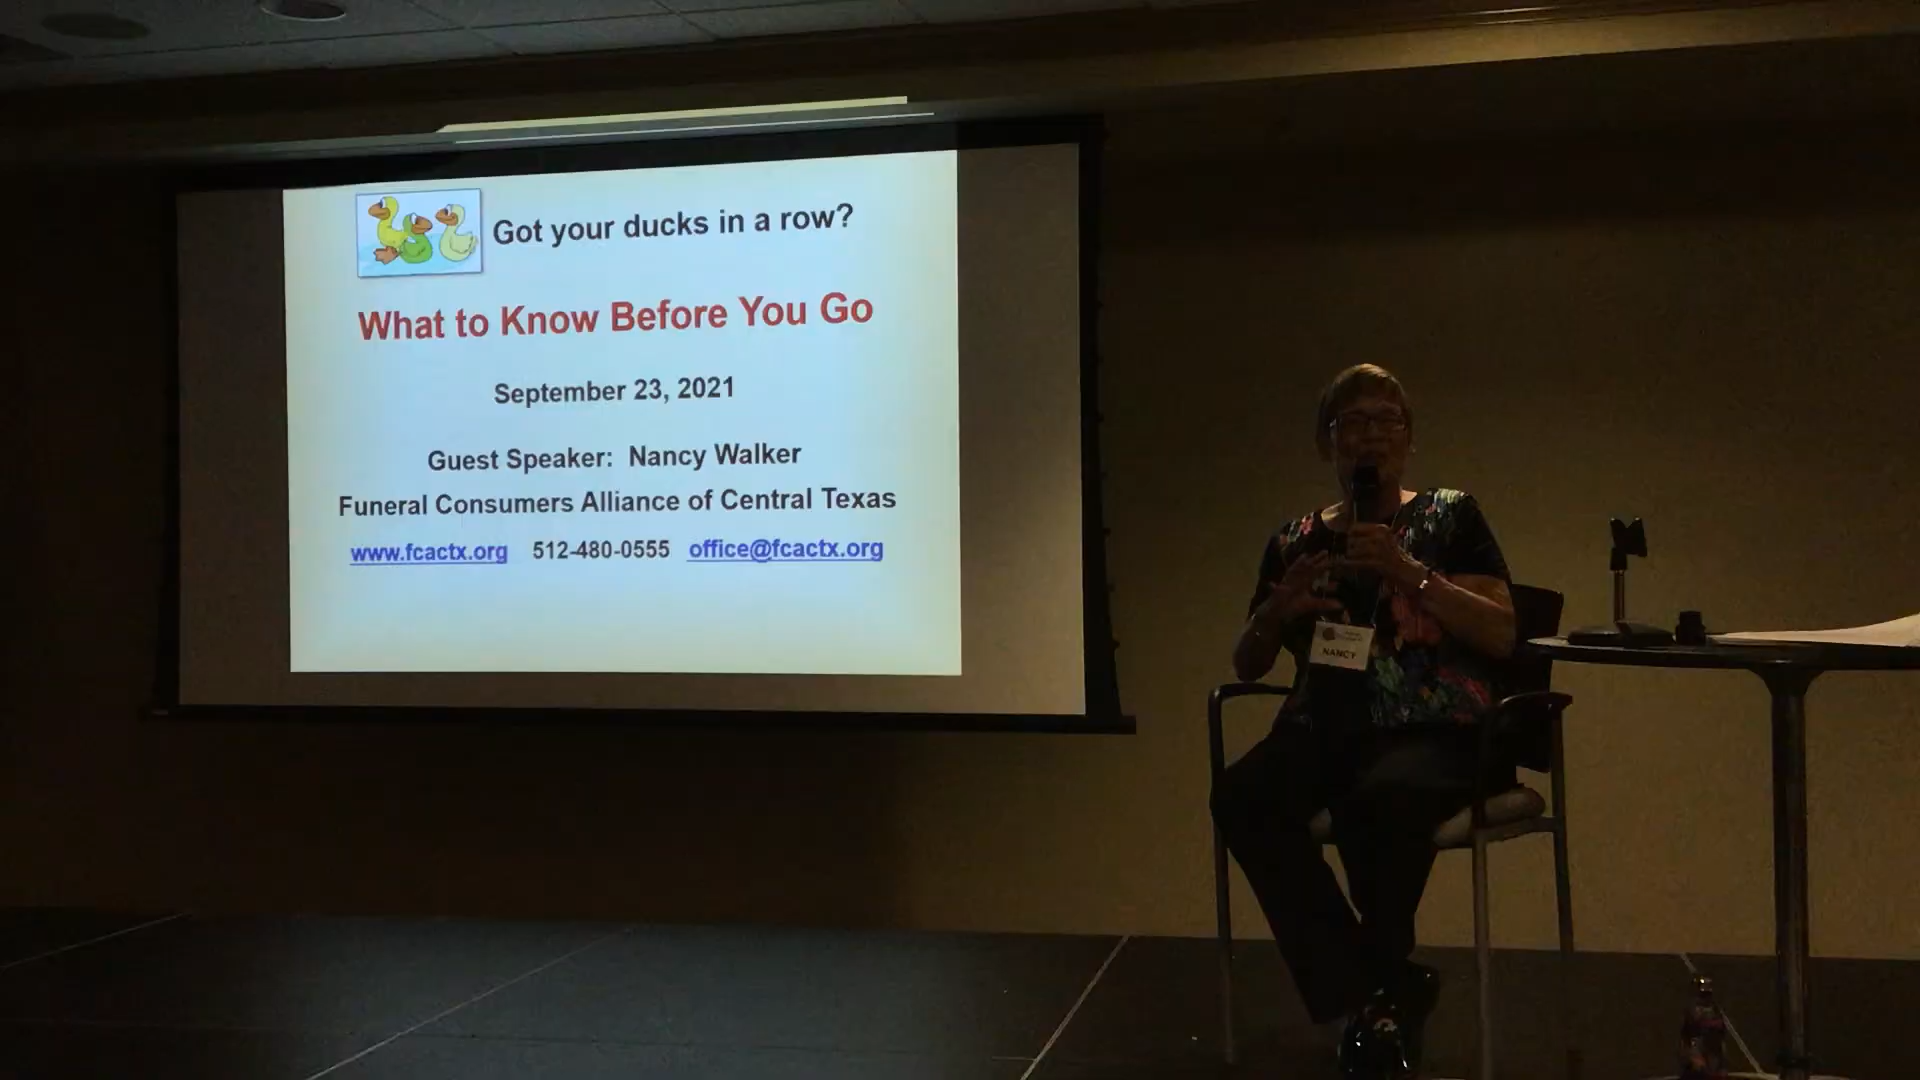 Got your ducks in a row?
What to Know Before You Go
September 23, 2021
Guest Speaker: Nancy Walker
Funeral Consumers Alliance of Central Texas
www.fcactx.org 512-480-0555 office@fcactx.org
NANCY